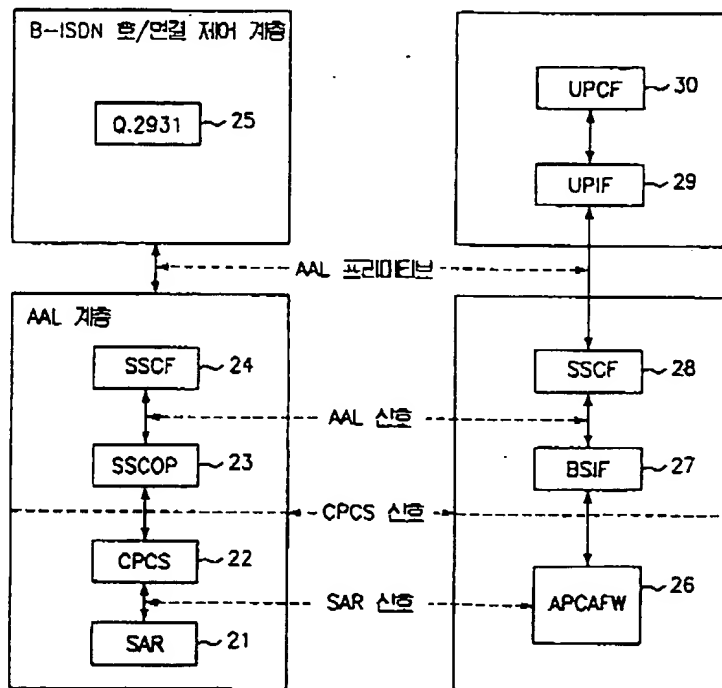 B-ISDN 호/연결 제어 계층
Q.2931 25
UPCF 30
UPIF 29
AAL 프리미티브
AAL 계층
SSCF 24
SSCF 28
AAL 신호
SSCOP 23
BSIF 27
CPCS 신호
CPCS 22
APCAFW 26
SAR 신호
SAR 21